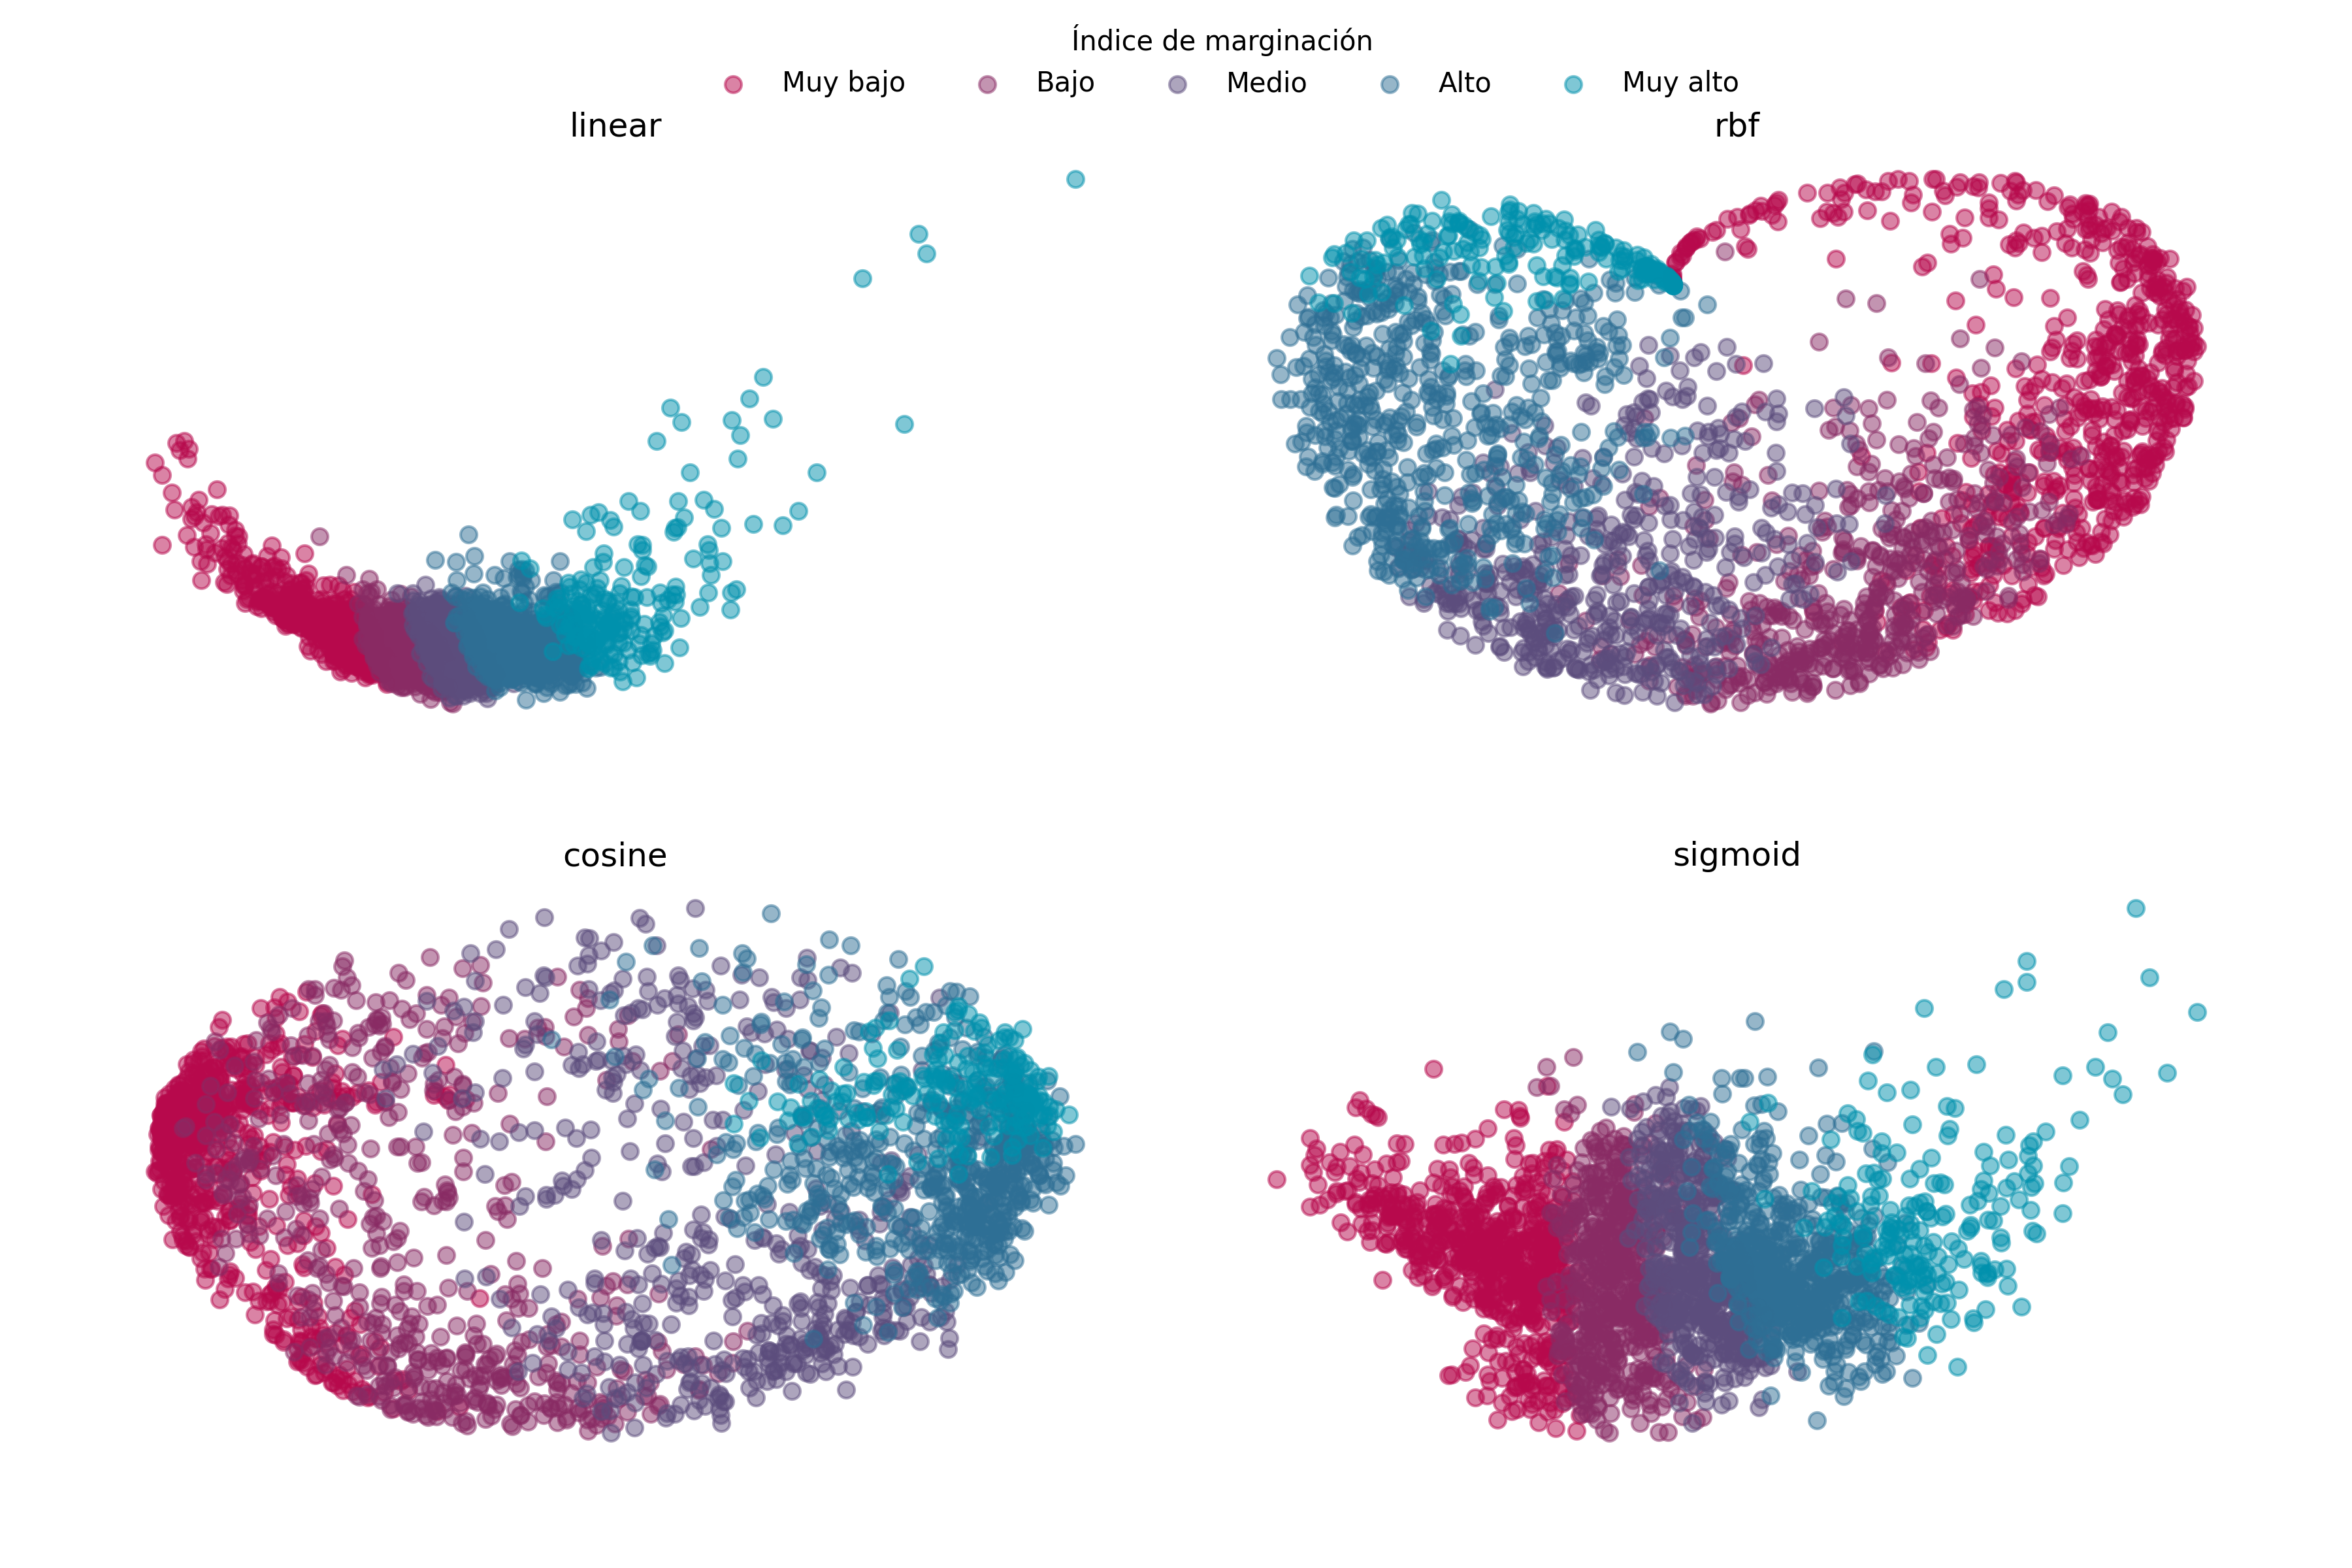 Índice de marginación
Muy bajo Bajo Medio Alto Muy alto
linear
rbf
cosine
sigmoid